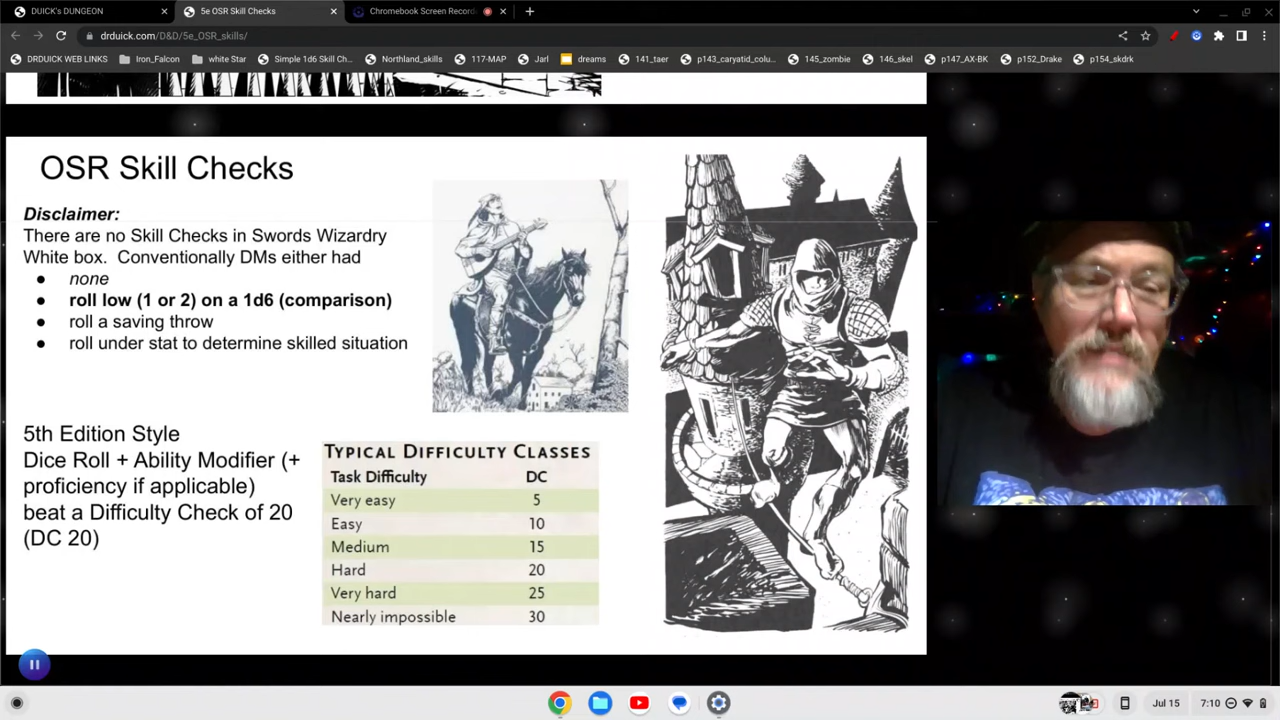 DUICK's DUNGEON
5e OSR Skill Checks
Chromebook Screen Record
drduick.com/D&D/5e_OSR_skills/
DRDUICK WEB LINKS
Iron_Falcon
white Star
Simple 1d6 Skill Ch...
Northland_skills
117-MAP
Jarl
dreams
141_taer
p143_caryatid_colu...
145_zombie
146_skel
p147_AX-BK
p152_Drake
p154_skdrk
OSR Skill Checks
Disclaimer:
There are no Skill Checks in Swords Wizardry
White box. Conventionally DMs either had
● none
● roll low (1 or 2) on a 1d6 (comparison)
● roll a saving throw
● roll under stat to determine skilled situation
5th Edition Style
Dice Roll + Ability Modifier (+
proficiency if applicable)
beat a Difficulty Check of 20
(DC 20)
TYPICAL DIFFICULTY CLASSES
Task Difficulty DC
Very easy 5
Easy 10
Medium 15
Hard 20
Very hard 25
Nearly impossible 30
Jul 15
7:10